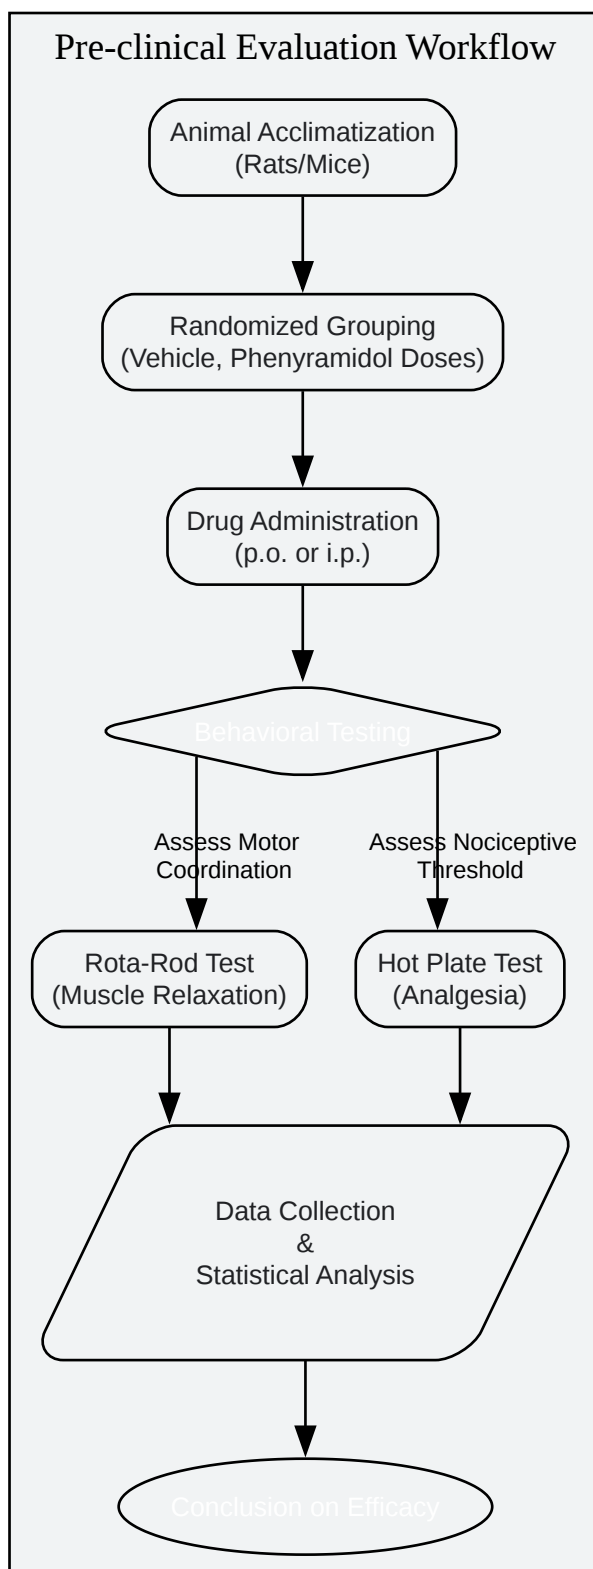 Pre-clinical Evaluation Workflow
Animal Acclimatization
(Rats/Mice)
Randomized Grouping
(Vehicle, Phenyramidol Doses)
Drug Administration
(p.o. or i.p.)
Behavioral Testing
Assess Motor
Coordination
Assess Nociceptive
Threshold
Rota-Rod Test
(Muscle Relaxation)
Hot Plate Test
(Analgesia)
Data Collection
&
Statistical Analysis
Conclusion on Efficacy